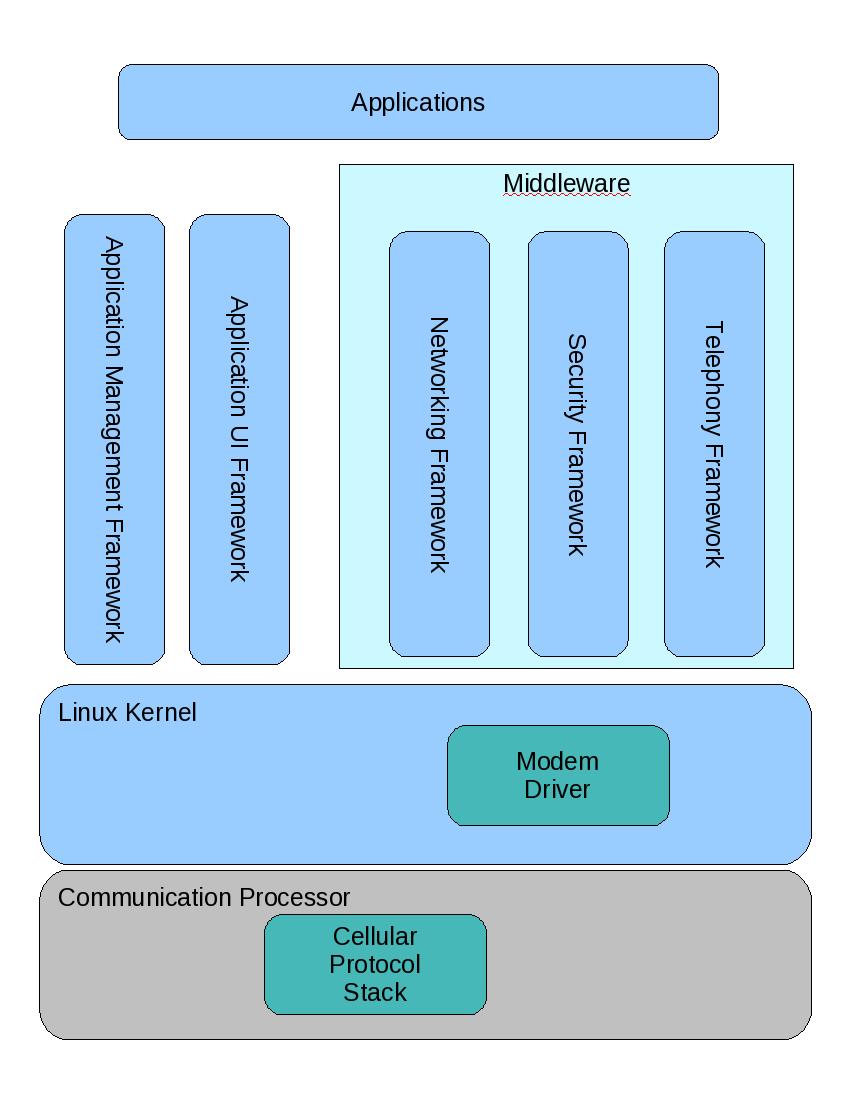 Applications
Middleware
Application Management Framework
Application UI Framework
Networking Framework
Security Framework
Telephony Framework
Linux Kernel
Modem
Driver
Communication Processor
Cellular
Protocol
Stack